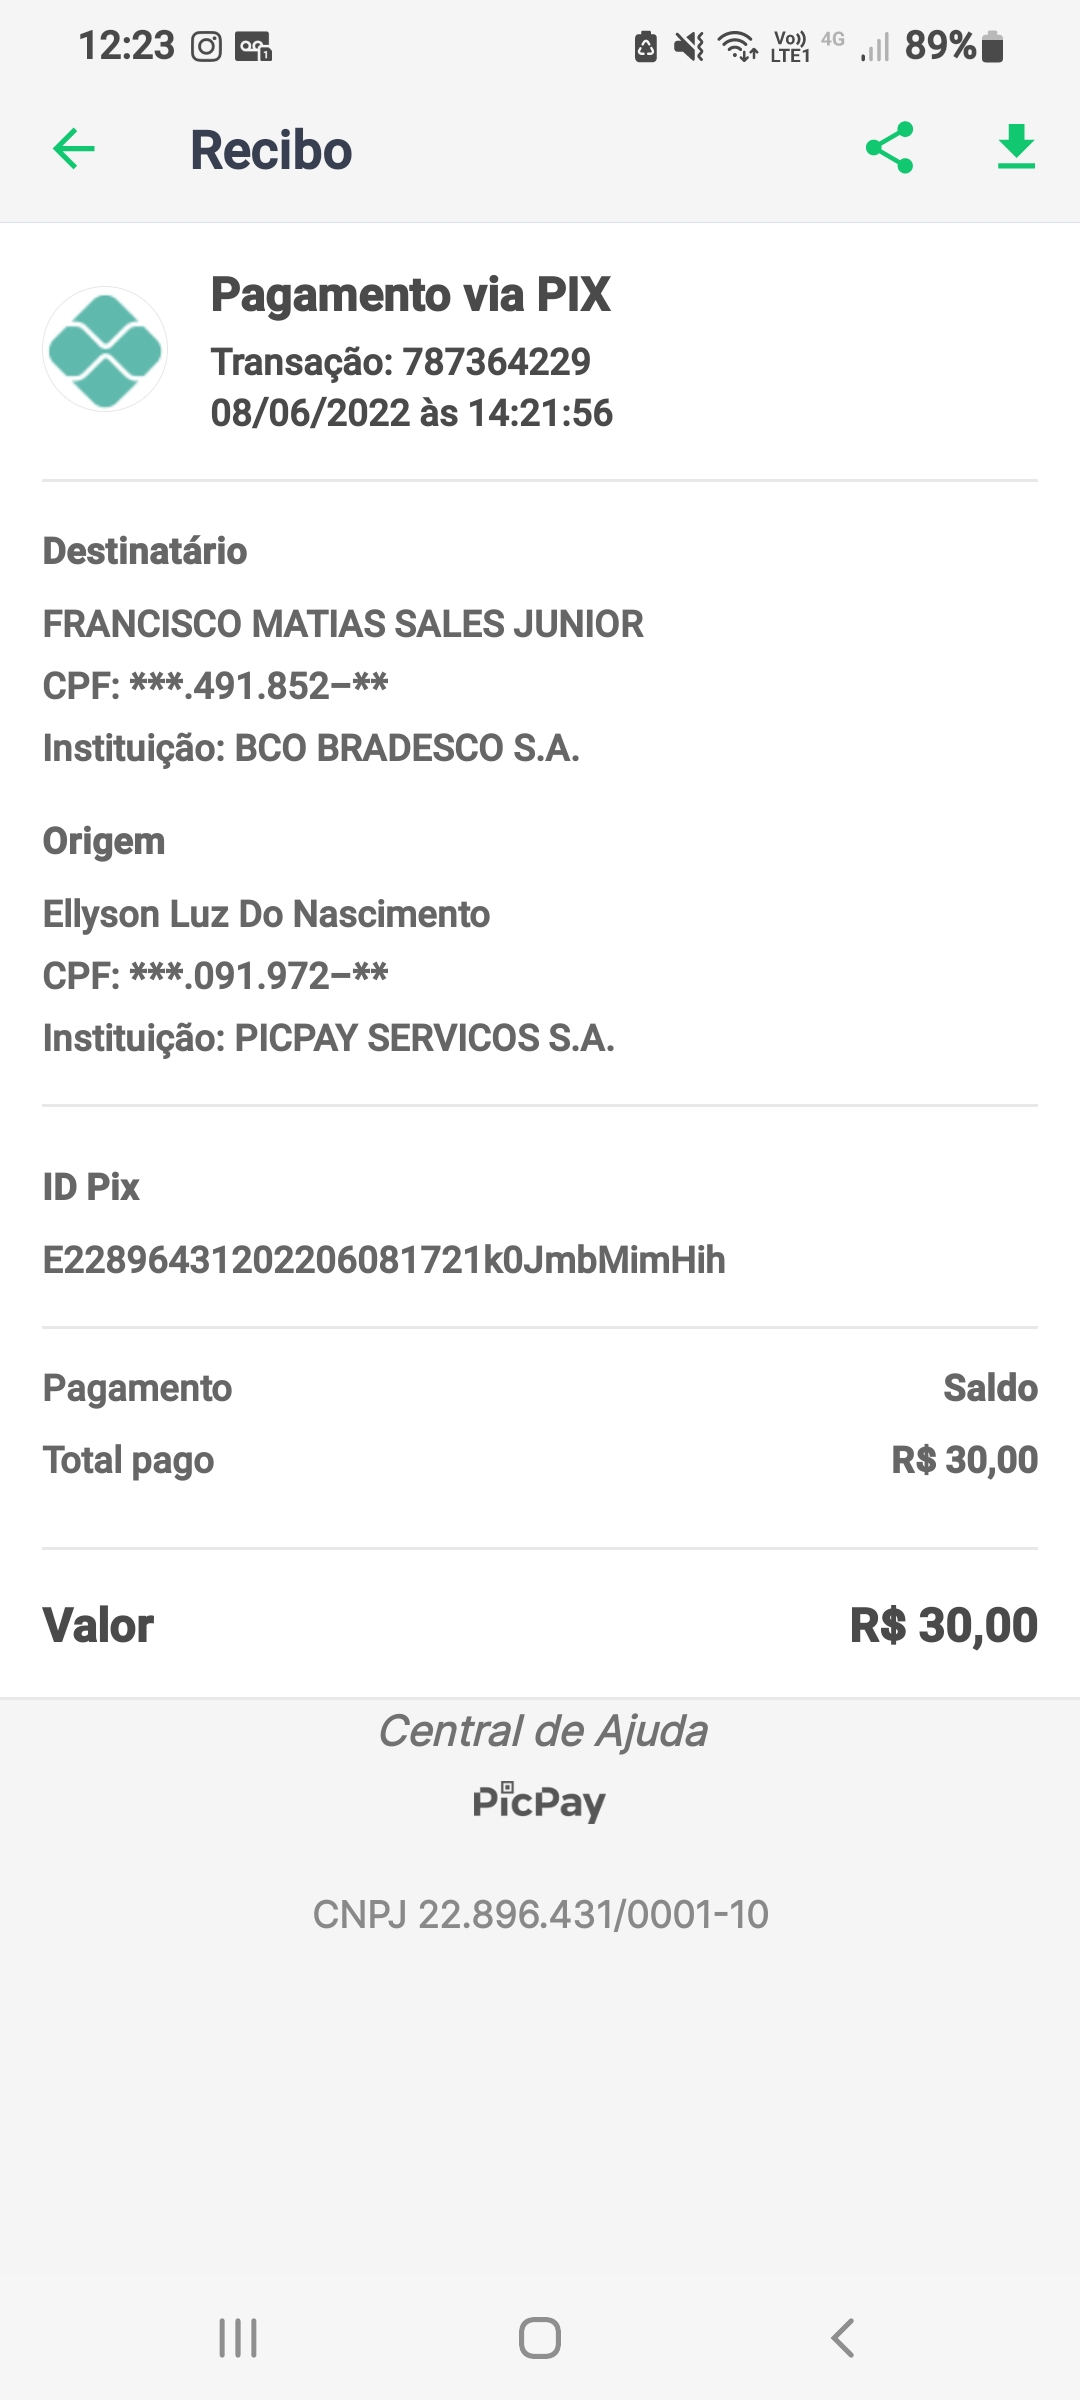 12:23
Vo)) LTE1 4G 89%
Recibo
Pagamento via PIX
Transação: 787364229
08/06/2022 às 14:21:56
Destinatário
FRANCISCO MATIAS SALES JUNIOR
CPF: ***.491.852–**
Instituição: BCO BRADESCO S.A.
Origem
Ellyson Luz Do Nascimento
CPF: ***.091.972–**
Instituição: PICPAY SERVICOS S.A.
ID Pix
E22896431202206081721k0JmbMimHih
Pagamento Saldo
Total pago R$ 30,00
Valor R$ 30,00
Central de Ajuda
PicPay
CNPJ 22.896.431/0001-10